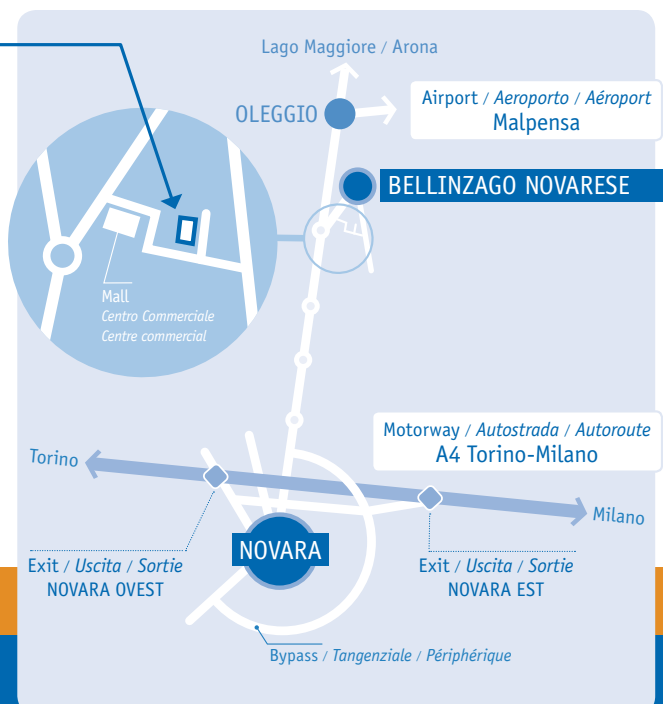 Lago Maggiore / Arona
OLEGGIO
Airport / Aeroporto / Aéroport
Malpensa
BELLINZAGO NOVARESE
Mall
Centro Commerciale
Centre commercial
Motorway / Autostrada / Autoroute
A4 Torino-Milano
Torino
Milano
NOVARA
Exit / Uscita / Sortie
NOVARA OVEST
Exit / Uscita / Sortie
NOVARA EST
Bypass / Tangenziale / Périphérique